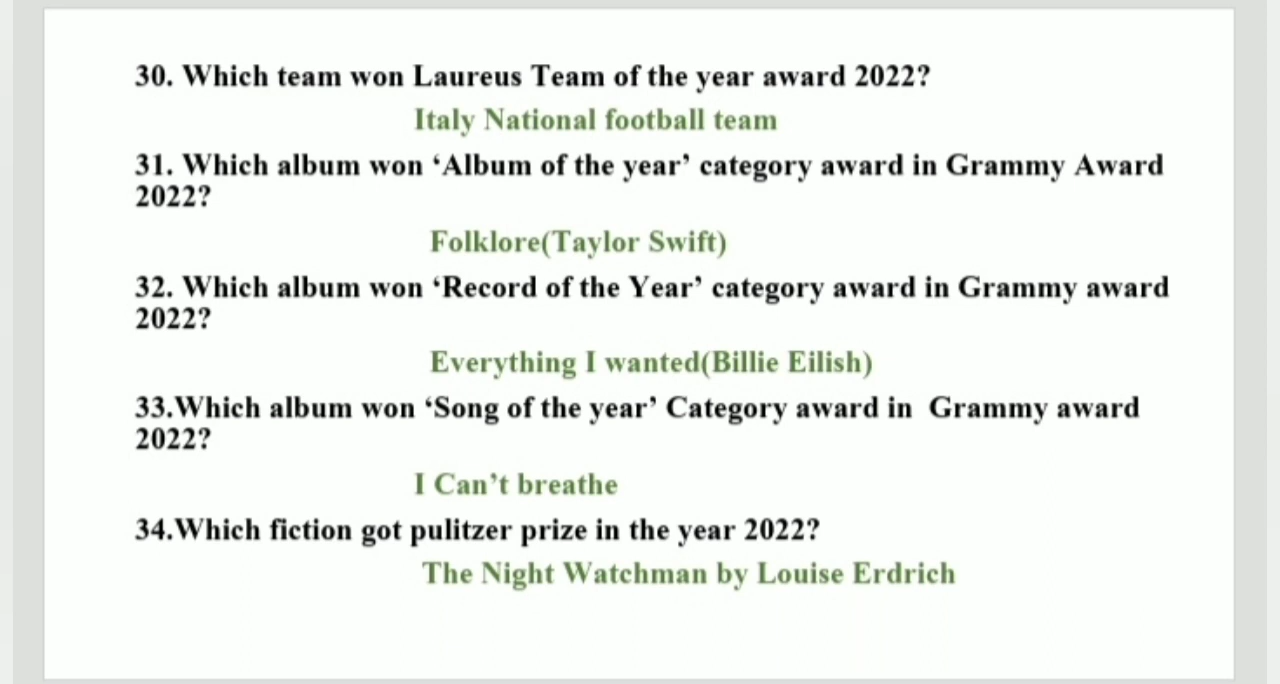 30. Which team won Laureus Team of the year award 2022?
Italy National football team
31. Which album won ‘Album of the year’ category award in Grammy Award
2022?
Folklore(Taylor Swift)
32. Which album won ‘Record of the Year’ category award in Grammy award
2022?
Everything I wanted(Billie Eilish)
33.Which album won ‘Song of the year’ Category award in  Grammy award
2022?
I Can’t breathe
34.Which fiction got pulitzer prize in the year 2022?
The Night Watchman by Louise Erdrich